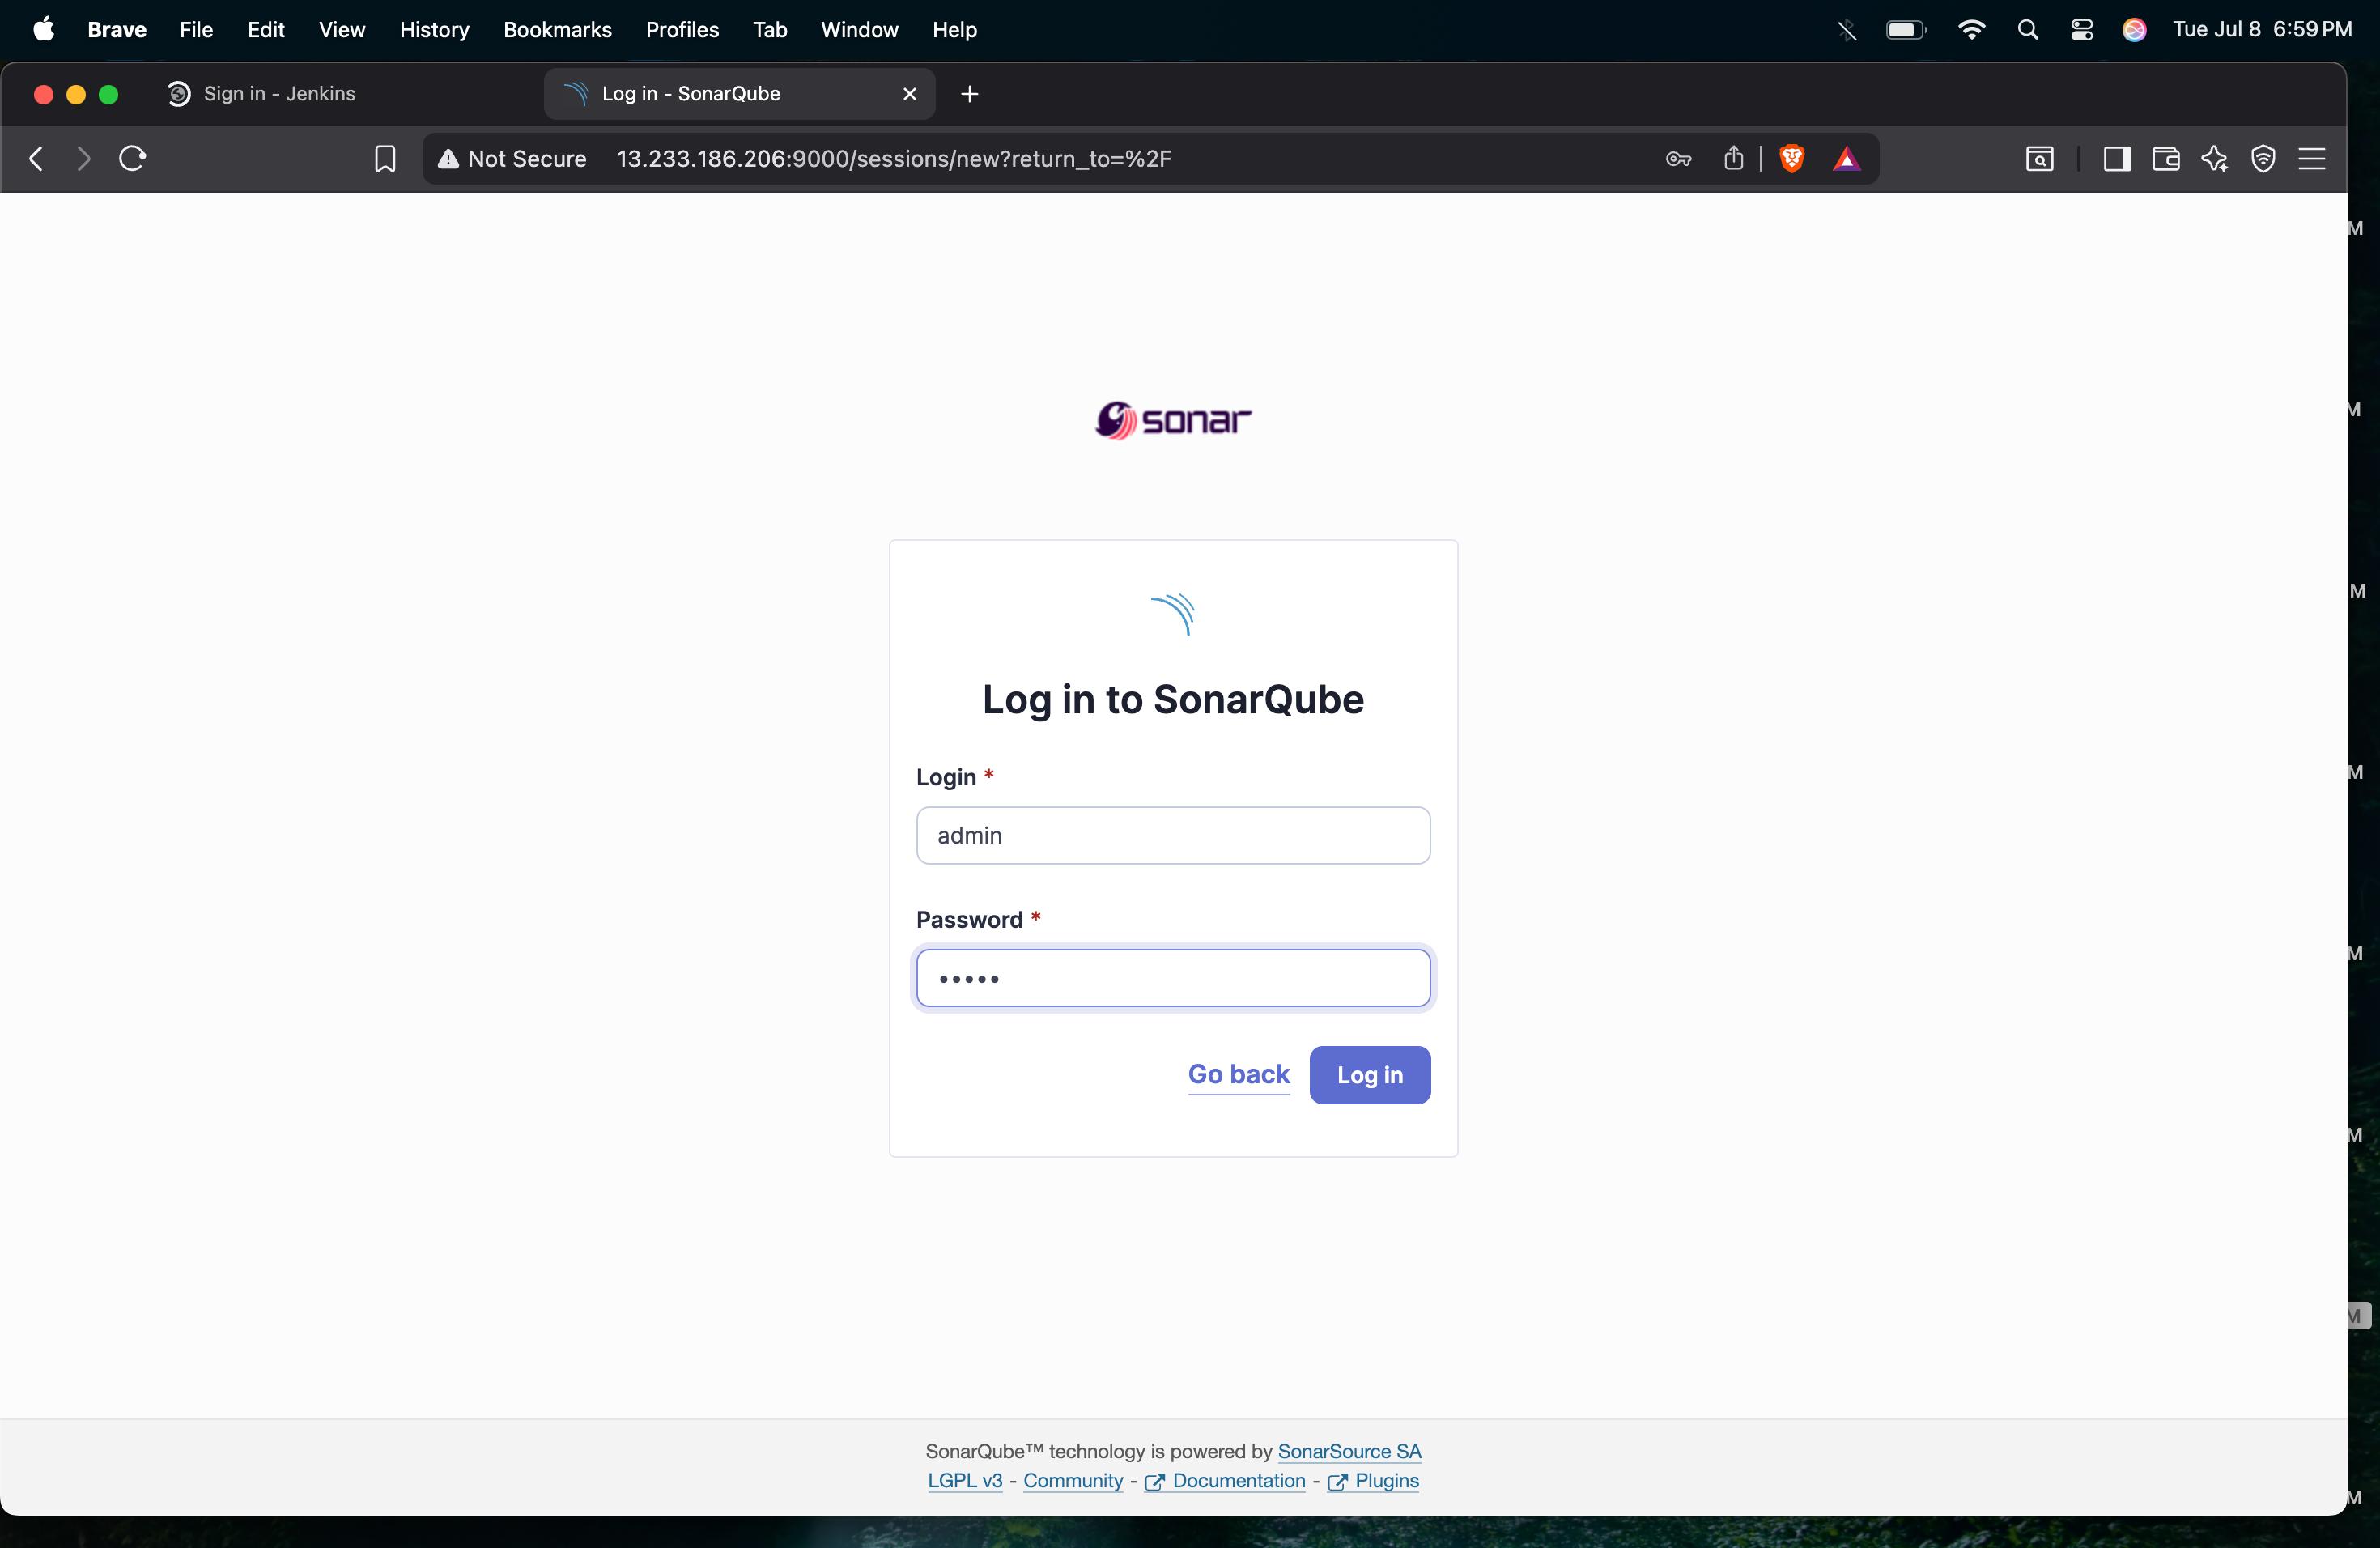 Brave File Edit View History Bookmarks Profiles Tab Window Help Tue Jul 8 6:59 PM
Sign in - Jenkins Log in - SonarQube
Not Secure 13.233.186.206:9000/sessions/new?return_to=%2F
sonar
Log in to SonarQube
Login *
admin
Password *
•••••
Go back Log in
SonarQube™ technology is powered by SonarSource SA
LGPL v3 - Community - Documentation - Plugins
M
M
M
M
M
M
M
M